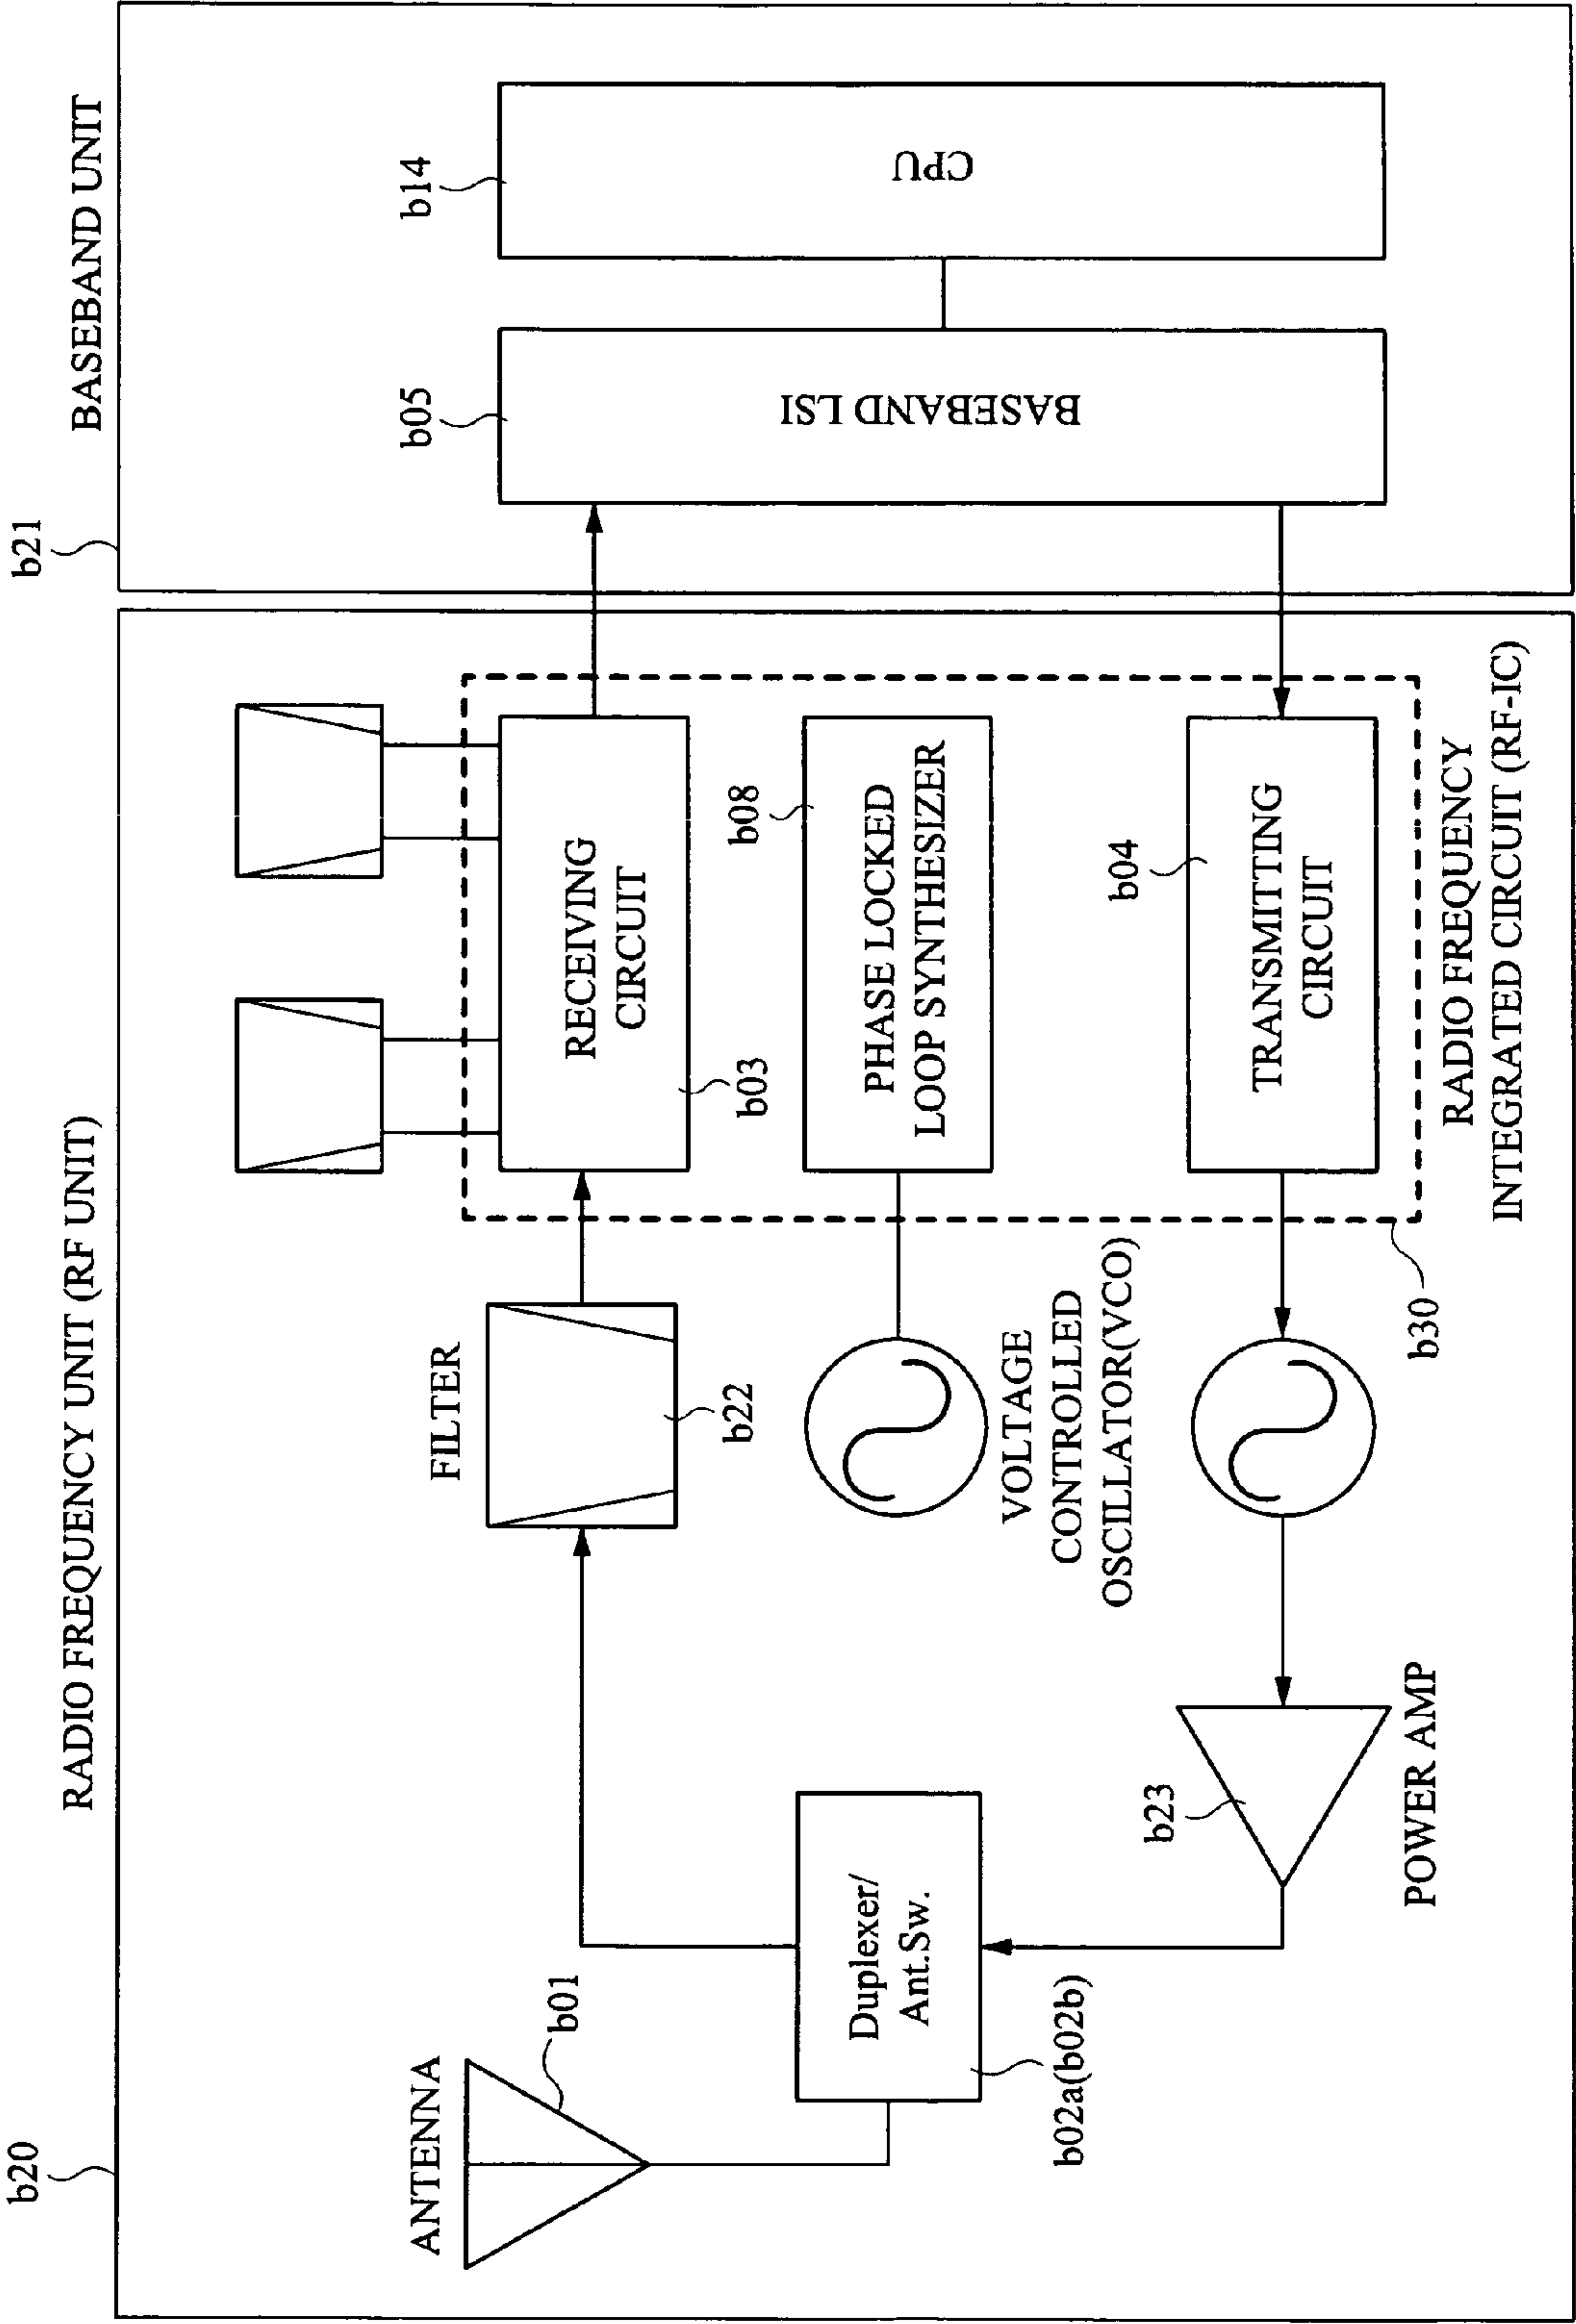 b20
RADIO FREQUENCY UNIT (RF UNIT)
b21
BASEBAND UNIT
ANTENNA
b01
Duplexer/
Ant.Sw.
b02a(b02b)
FILTER
b22
RECEIVING
CIRCUIT
b03
b08
PHASE LOCKED
LOOP SYNTHESIZER
VOLTAGE
CONTROLLED
OSCILLATOR(VCO)
b04
TRANSMITTING
CIRCUIT
b23
POWER AMP
b30
RADIO FREQUENCY
INTEGRATED CIRCUIT (RF-IC)
b05
BASEBAND LSI
b14
CPU